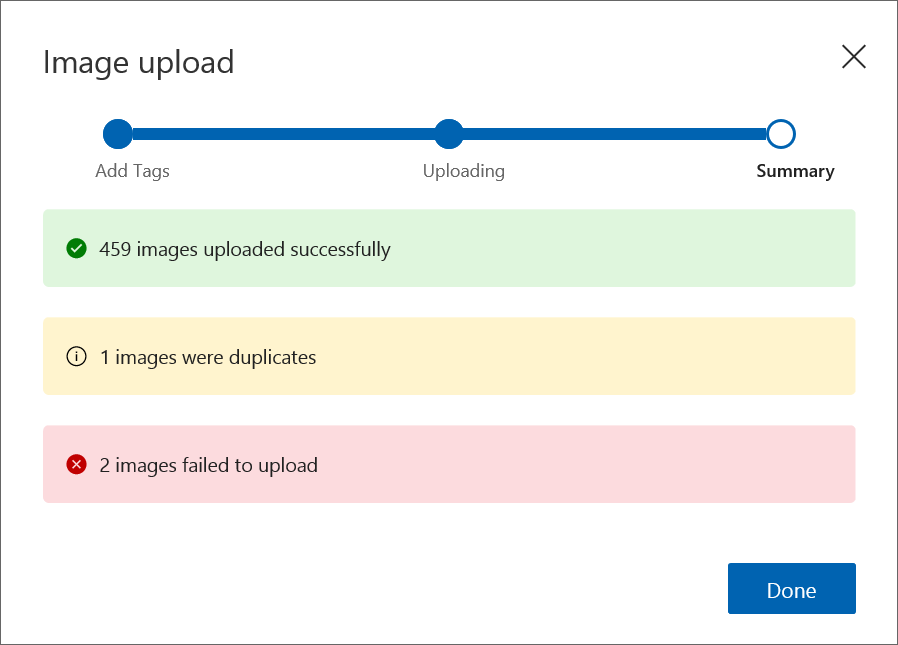 Image upload
Add Tags
Uploading
Summary
459 images uploaded successfully
1 images were duplicates
2 images failed to upload
Done